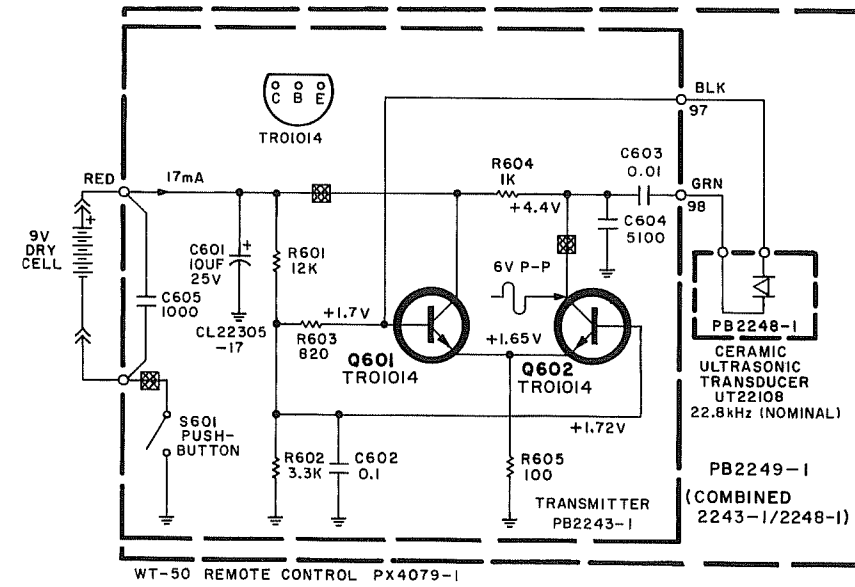 C B E
TRO1014
BLK
97
RED
17mA
R604
1K
C603
0.01
GRN
98
+4.4V
C604
5100
9V
DRY
CELL
+
C601
10UF
25V
+
R601
12K
6V P-P
C605
1000
CL22305
-17
+1.7V
R603
820
Q601
TRO1014
+1.65V
Q602
TRO1014
PB2248-1
CERAMIC
ULTRASONIC
TRANSDUCER
UT22108
22.8kHz (NOMINAL)
S601
PUSH-
BUTTON
+1.72V
R602
3.3K
C602
0.1
R605
100
PB2249-1
(COMBINED
2243-1/2248-1)
TRANSMITTER
PB2243-1
WT-50 REMOTE CONTROL PX4079-1